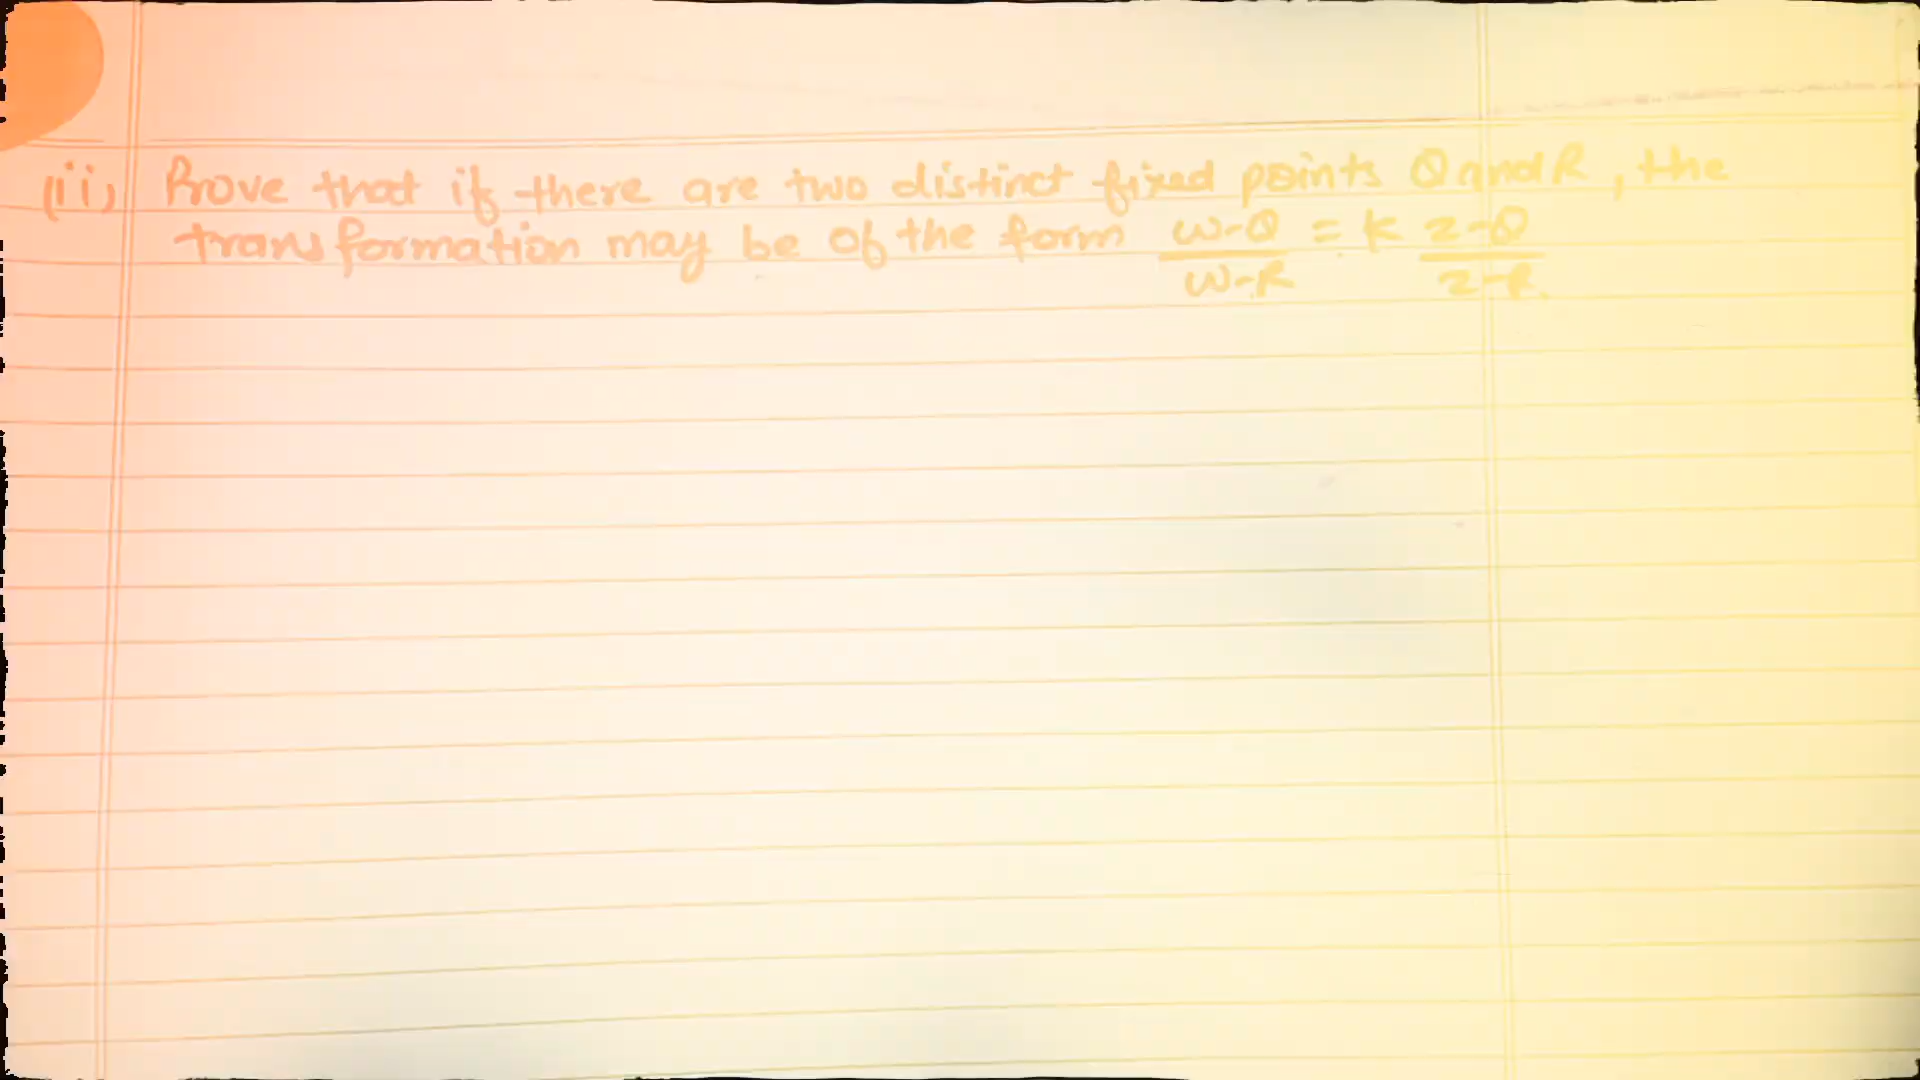 (ii) Prove that if there are two distinct fixed points Q and R, the
transformation may be of the form w-Q = k z-Q
w-R z-R.